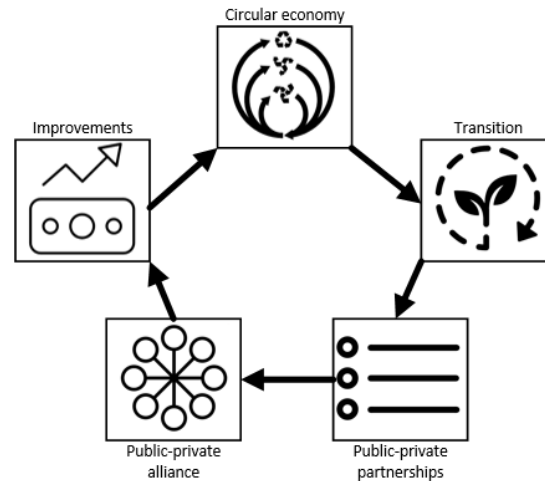 Circular economy
Improvements
Transition
Public-private
alliance
Public-private
partnerships